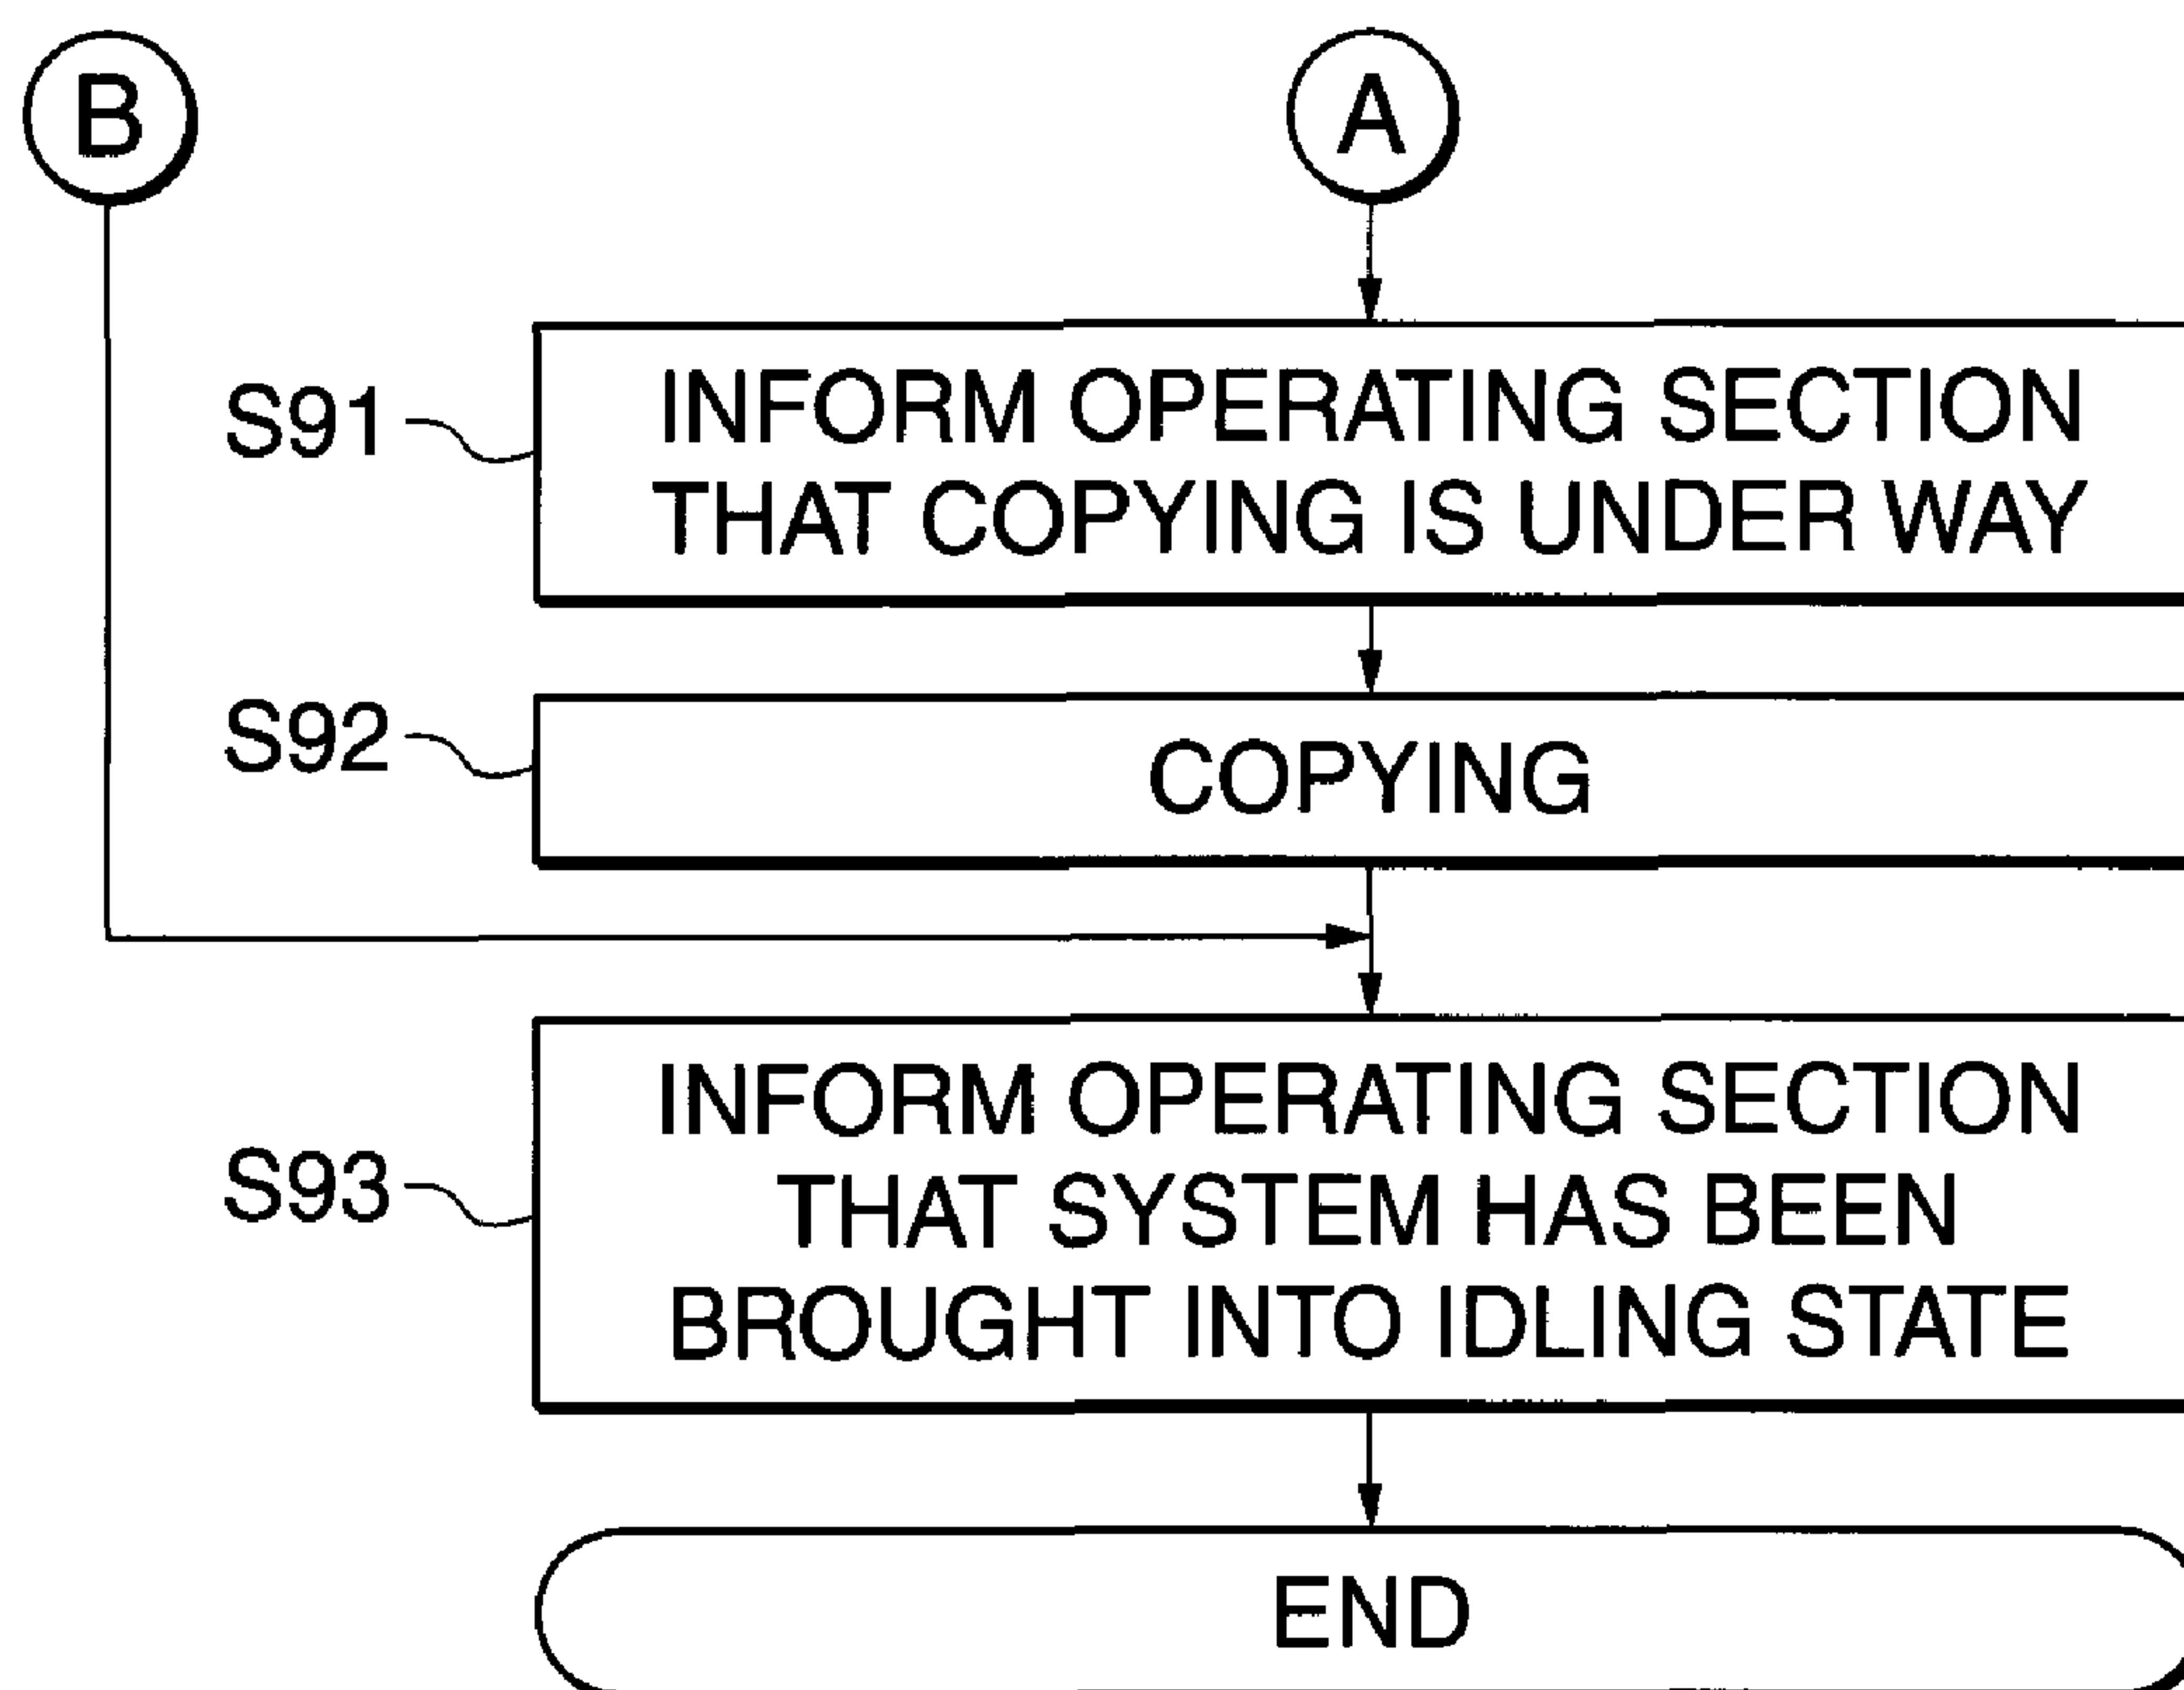 B
A
S91
INFORM OPERATING SECTION
THAT COPYING IS UNDER WAY
S92
COPYING
S93
INFORM OPERATING SECTION
THAT SYSTEM HAS BEEN
BROUGHT INTO IDLING STATE
END